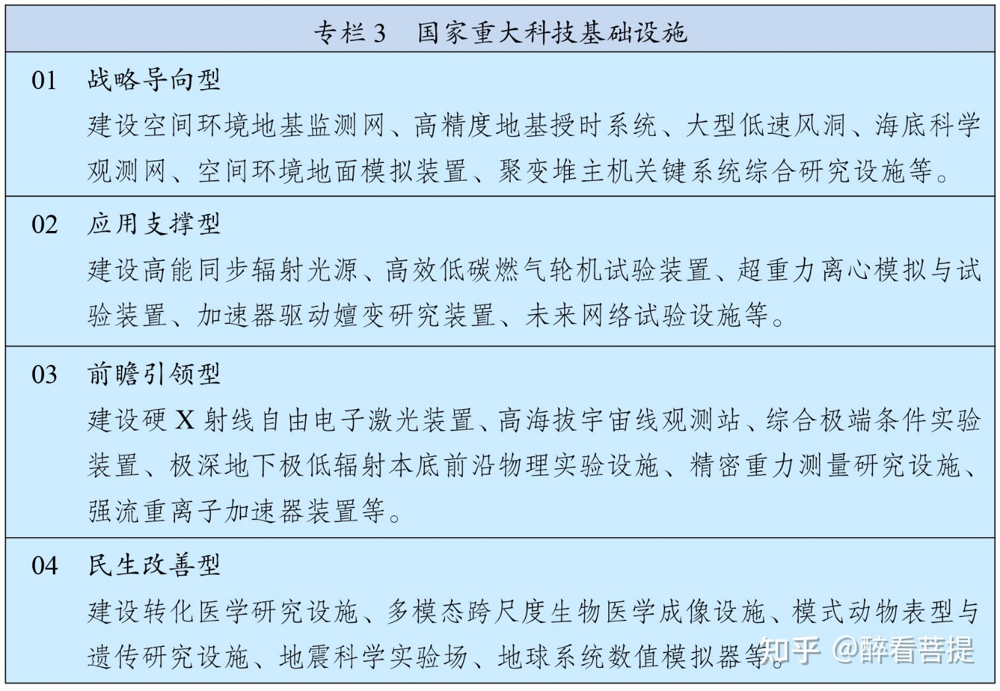 专栏 3 国家重大科技基础设施
01 战略导向型
建设空间环境地基监测网、高精度地基授时系统、大型低速风洞、海底科学
观测网、空间环境地面模拟装置、聚变堆主机关键系统综合研究设施等。
02 应用支撑型
建设高能同步辐射光源、高效低碳燃气轮机试验装置、超重力离心模拟与试
验装置、加速器驱动嬗变研究装置、未来网络试验设施等。
03 前瞻引领型
建设硬 X 射线自由电子激光装置、高海拔宇宙线观测站、综合极端条件实验
装置、极深地下极低辐射本底前沿物理实验设施、精密重力测量研究设施、
强流重离子加速器装置等。
04 民生改善型
建设转化医学研究设施、多模态跨尺度生物医学成像设施、模式动物表型与
遗传研究设施、地震科学实验场、地球系统数值模拟器等。
知乎 @醉看菩提